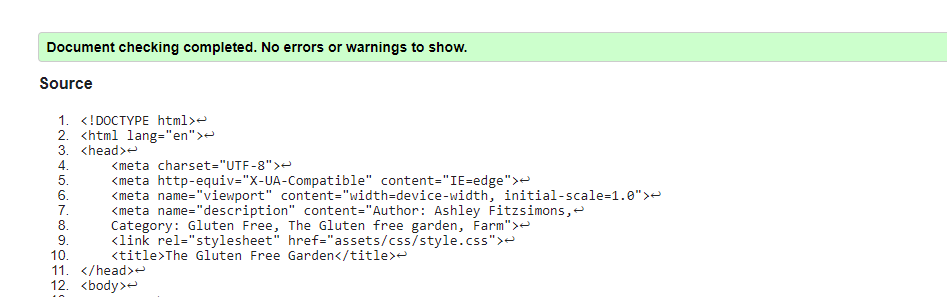 Document checking completed. No errors or warnings to show.
Source
1. <!DOCTYPE html>↩
2. <html lang="en">↩
3. <head>↩
4.     <meta charset="UTF-8">↩
5.     <meta http-equiv="X-UA-Compatible" content="IE=edge">↩
6.     <meta name="viewport" content="width=device-width, initial-scale=1.0">↩
7.     <meta name="description" content="Author: Ashley Fitzsimons,↩
8.     Category: Gluten Free, The Gluten free garden, Farm">↩
9.     <link rel="stylesheet" href="assets/css/style.css">↩
10.     <title>The Gluten Free Garden</title>↩
11. </head>↩
12. <body>↩